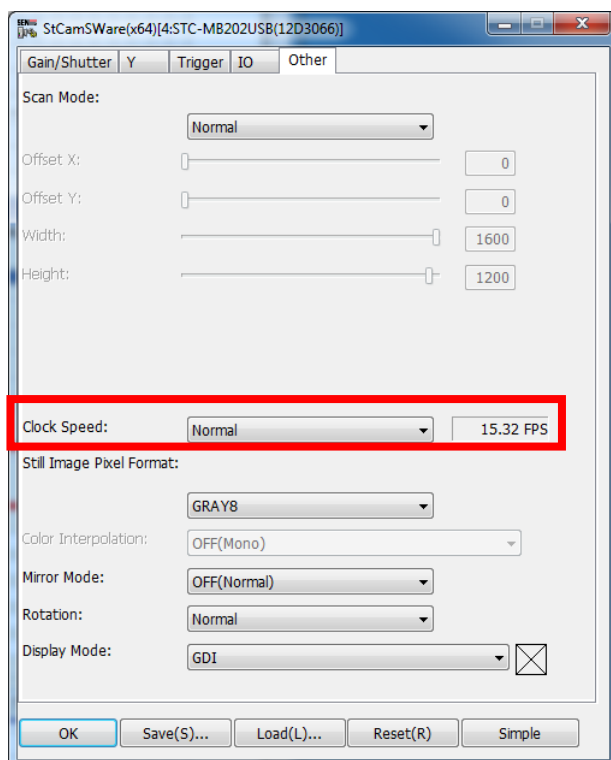 StCamSWare(x64)[4:STC-MB202USB(12D3066)]
Gain/Shutter Y Trigger IO Other
Scan Mode:
Normal
Offset X: 0
Offset Y: 0
Width: 1600
Height: 1200
Clock Speed: Normal 15.32 FPS
Still Image Pixel Format:
GRAY8
Color Interpolation: OFF(Mono)
Mirror Mode: OFF(Normal)
Rotation: Normal
Display Mode: GDI
OK Save(S)... Load(L)... Reset(R) Simple